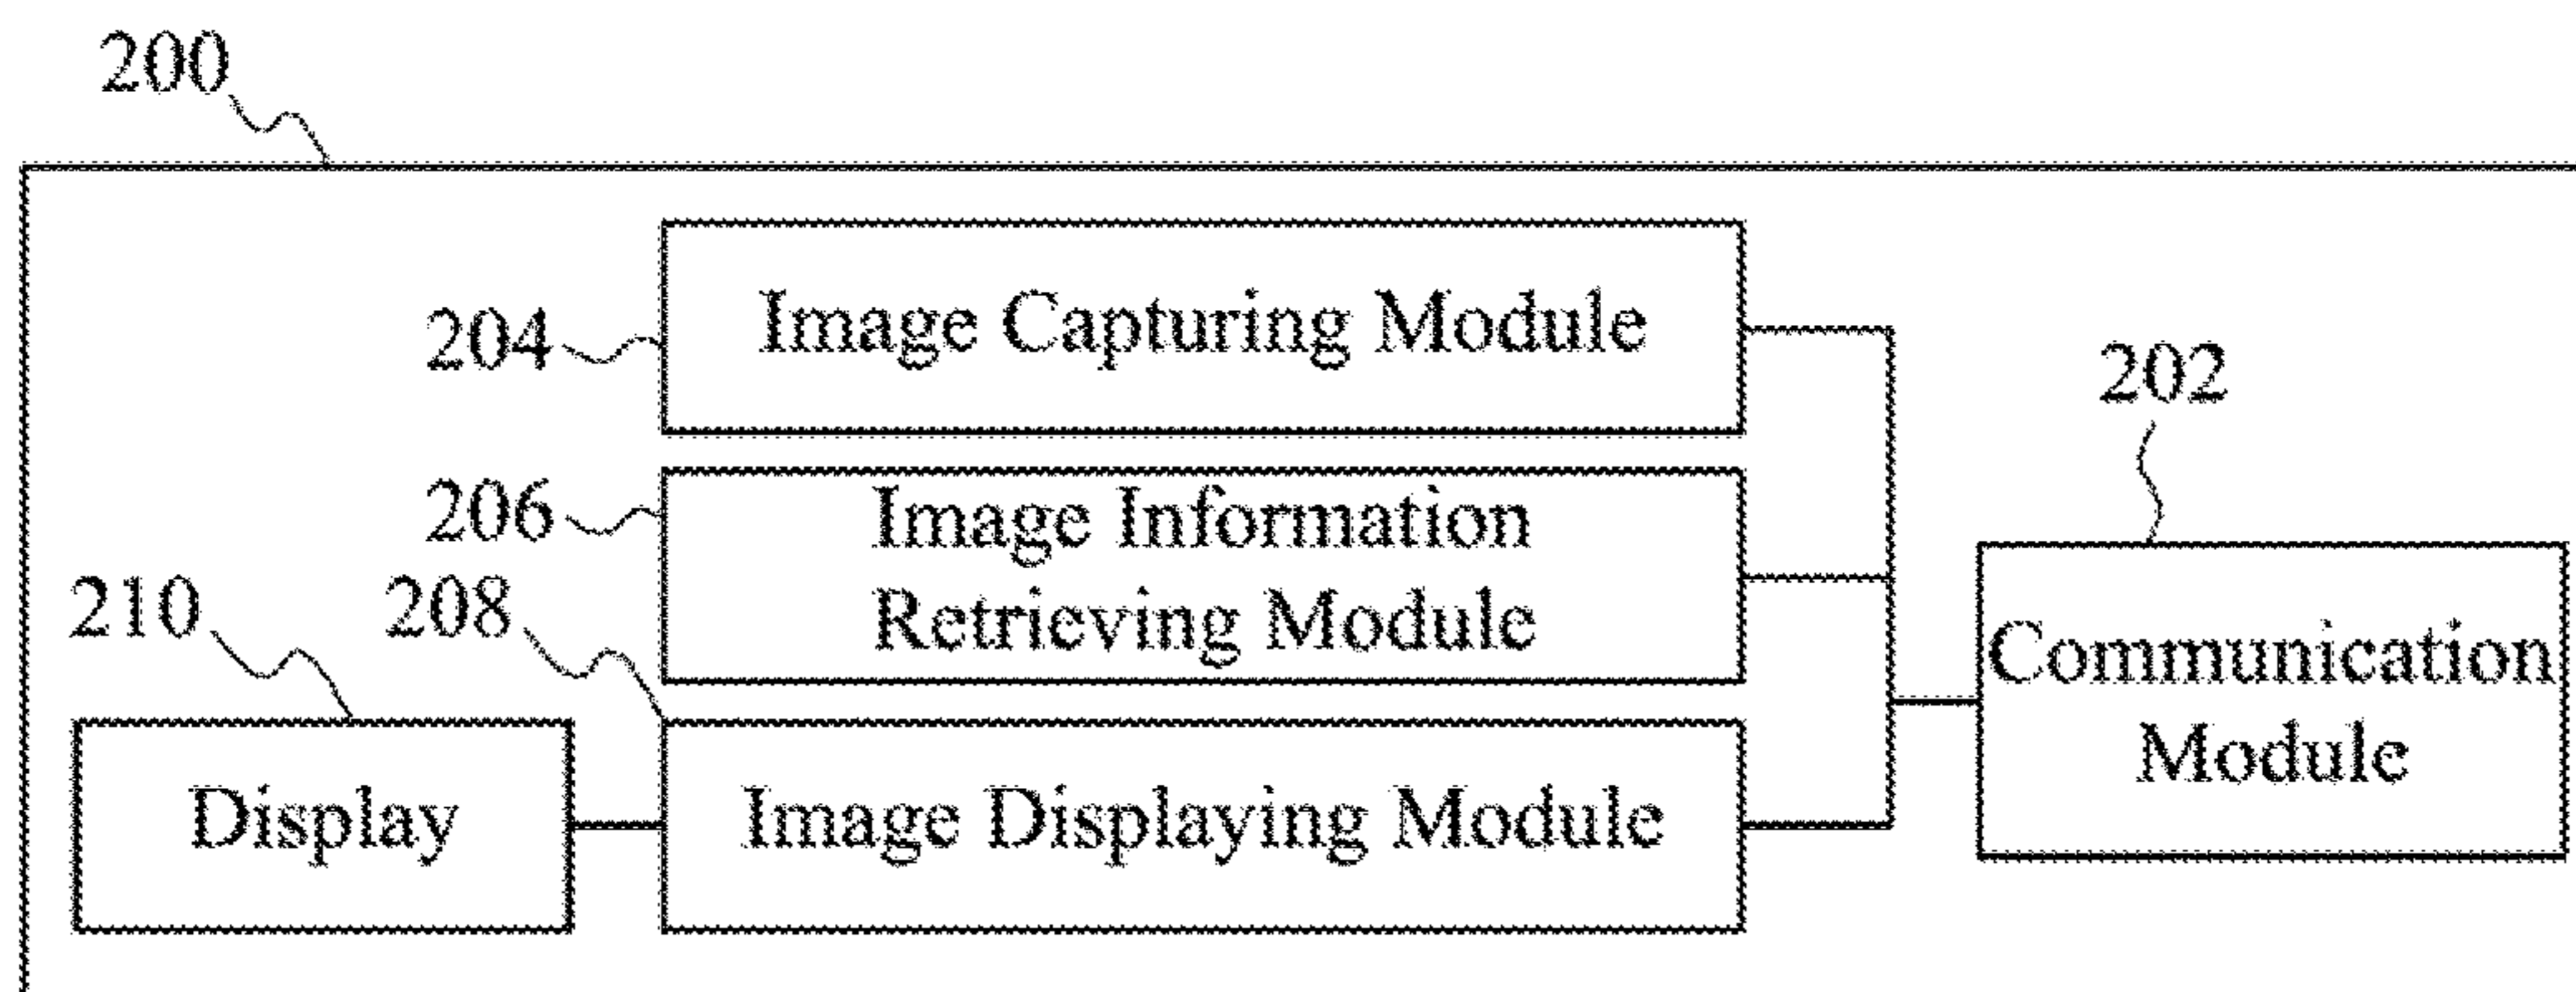 200
204
Image Capturing Module
202
206
Image Information
Retrieving Module
210
208
Communication
Module
Display
Image Displaying Module